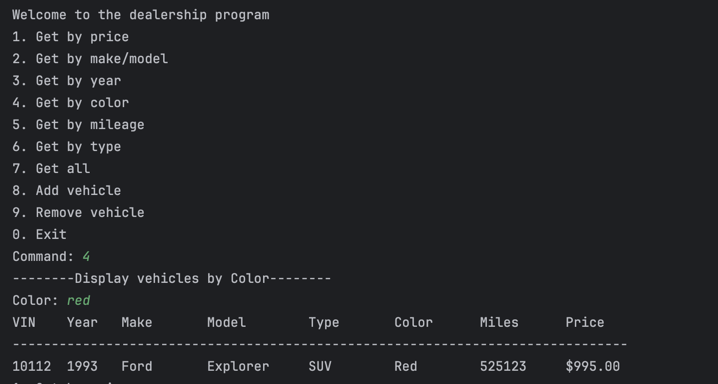 Welcome to the dealership program
1. Get by price
2. Get by make/model
3. Get by year
4. Get by color
5. Get by mileage
6. Get by type
7. Get all
8. Add vehicle
9. Remove vehicle
0. Exit
Command: 4
--------Display vehicles by Color--------
Color: red
VIN    Year   Make       Model        Type       Color      Miles      Price
-------------------------------------------------------------------------------
10112  1993   Ford       Explorer     SUV        Red        525123     $995.00